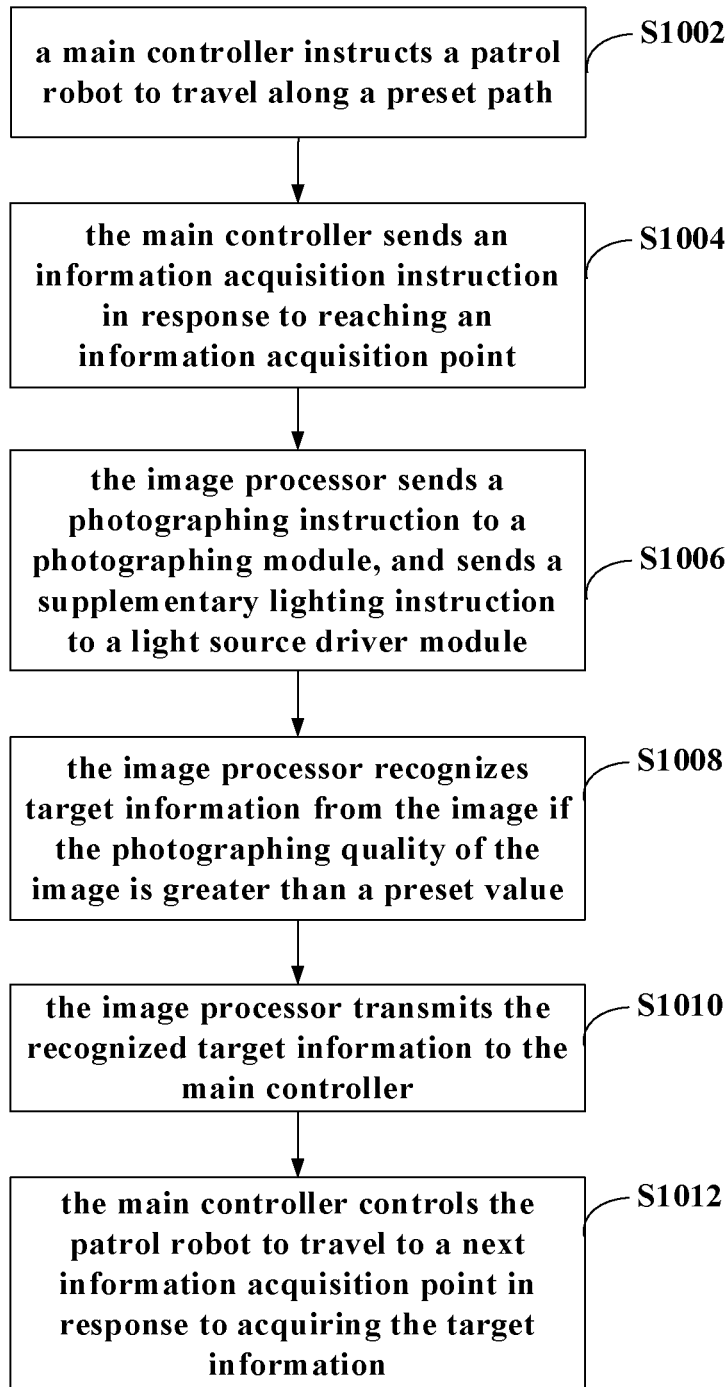 a main controller instructs a patrol
robot to travel along a preset path
S1002
the main controller sends an
information acquisition instruction
in response to reaching an
information acquisition point
S1004
the image processor sends a
photographing instruction to a
photographing module, and sends a
supplementary lighting instruction
to a light source driver module
S1006
the image processor recognizes
target information from the image if
the photographing quality of the
image is greater than a preset value
S1008
the image processor transmits the
recognized target information to the
main controller
S1010
the main controller controls the
patrol robot to travel to a next
information acquisition point in
response to acquiring the target
information
S1012